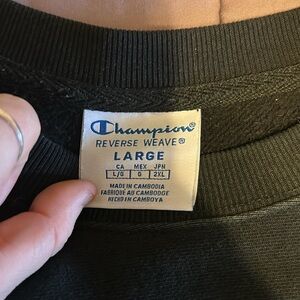 Champion®
REVERSE WEAVE®
LARGE
CA MEX JPN
L/G G 2XL
MADE IN CAMBODIA
FABRIQUÉ AU CAMBODGE
HECHO EN CAMBOYA